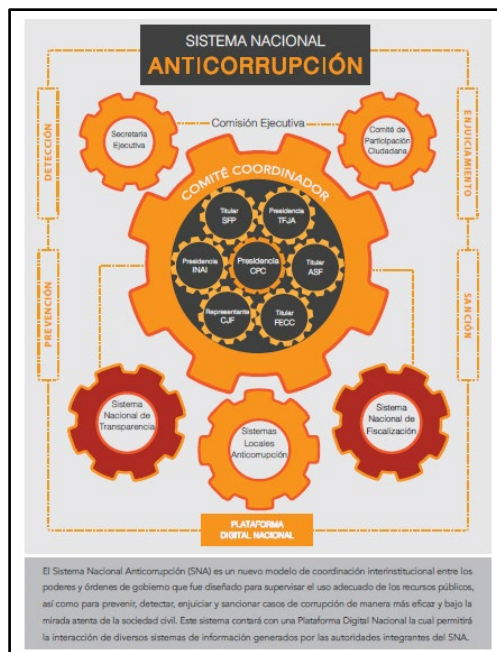 SISTEMA NACIONAL
ANTICORRUPCIÓN
DETECCIÓN
PREVENCIÓN
ENJUICIAMIENTO
SANCIÓN
Secretaría
Ejecutiva
Comisión Ejecutiva
Comité de
Participación
Ciudadana
COMITÉ COORDINADOR
Titular
SFP
Presidencia
TFJA
Presidencia
INAI
Presidencia
CPC
Titular
ASF
Representante
CJF
Titular
FECC
Sistema
Nacional de
Transparencia
Sistemas
Locales
Anticorrupción
Sistema
Nacional de
Fiscalización
PLATAFORMA
DIGITAL NACIONAL
El Sistema Nacional Anticorrupción (SNA) es un nuevo modelo de coordinación interinstitucional entre los
poderes y órdenes de gobierno que fue diseñado para supervisar el uso adecuado de los recursos públicos,
así como para prevenir, detectar, enjuiciar y sancionar casos de corrupción de manera más eficaz y bajo la
mirada atenta de la sociedad civil. Este sistema contará con una Plataforma Digital Nacional la cual permitirá
la interacción de diversos sistemas de información generados por las autoridades integrantes del SNA.